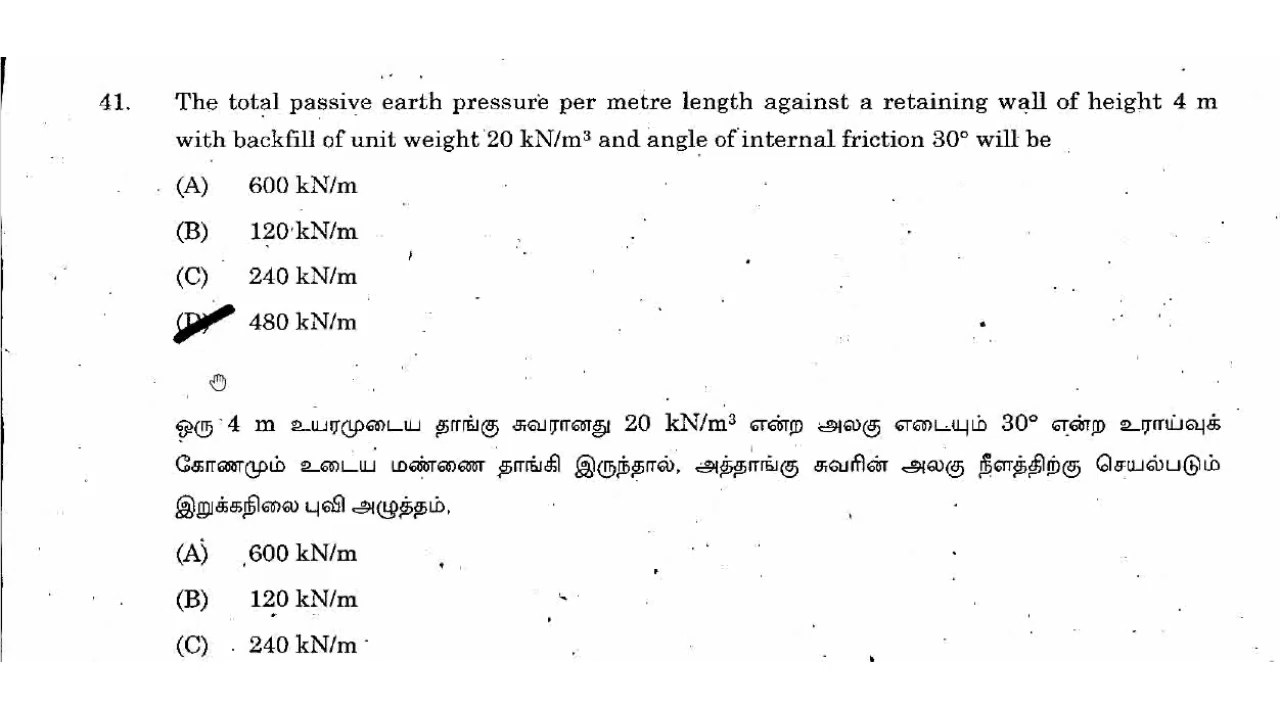 41. The total passive earth pressure per metre length against a retaining wall of height 4 m
with backfill of unit weight 20 kN/m³ and angle of internal friction 30° will be
(A) 600 kN/m
(B) 120 kN/m
(C) 240 kN/m
(D) 480 kN/m
ஒரு 4 m உயரமுடைய தாங்கு சுவரானது 20 kN/m³ என்ற அலகு எடையும் 30° என்ற உராய்வுக்
கோணமும் உடைய மண்ணை தாங்கி இருந்தால், அத்தாங்கு சுவரின் அலகு நீளத்திற்கு செயல்படும்
இறுக்கநிலை புவி அழுத்தம்,
(A) 600 kN/m
(B) 120 kN/m
(C) 240 kN/m